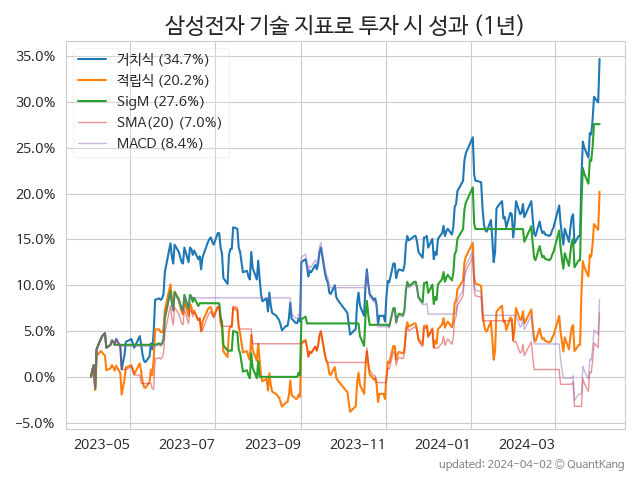 삼성전자 기술 지표로 투자 시 성과 (1년)
35.0%
30.0%
25.0%
20.0%
15.0%
10.0%
5.0%
0.0%
−5.0%
거치식 (34.7%)
적립식 (20.2%)
SigM (27.6%)
SMA(20) (7.0%)
MACD (8.4%)
2023-05 2023-07 2023-09 2023-11 2024-01 2024-03
updated: 2024-04-02 © QuantKang